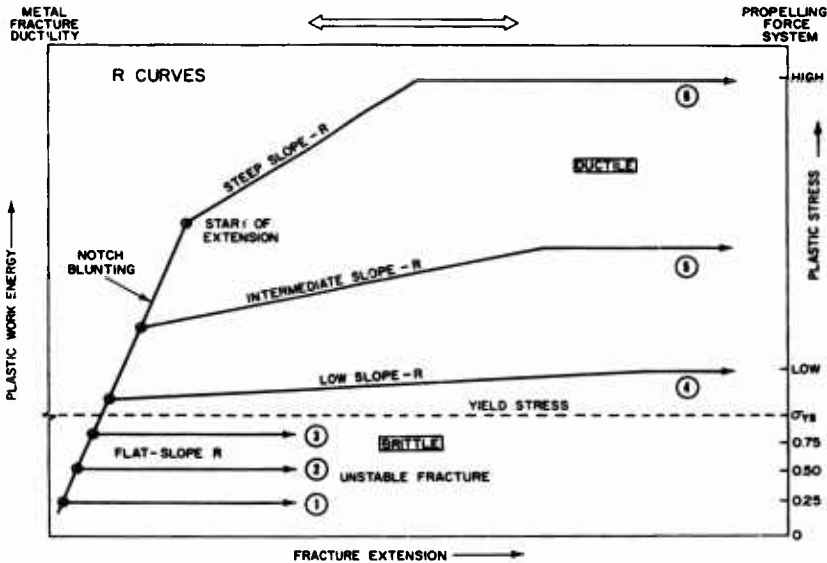 METAL
FRACTURE
DUCTILITY
PROPELLING
FORCE
SYSTEM
R CURVES
HIGH
6
STEEP SLOPE-R
DUCTILE
START OF
EXTENSION
NOTCH
BLUNTING
PLASTIC WORK ENERGY
PLASTIC STRESS
INTERMEDIATE SLOPE-R
5
LOW SLOPE-R
LOW
4
YIELD STRESS
σYS
3
BRITTLE
0.75
FLAT-SLOPE R
2
UNSTABLE FRACTURE
0.50
1
0.25
0
FRACTURE EXTENSION